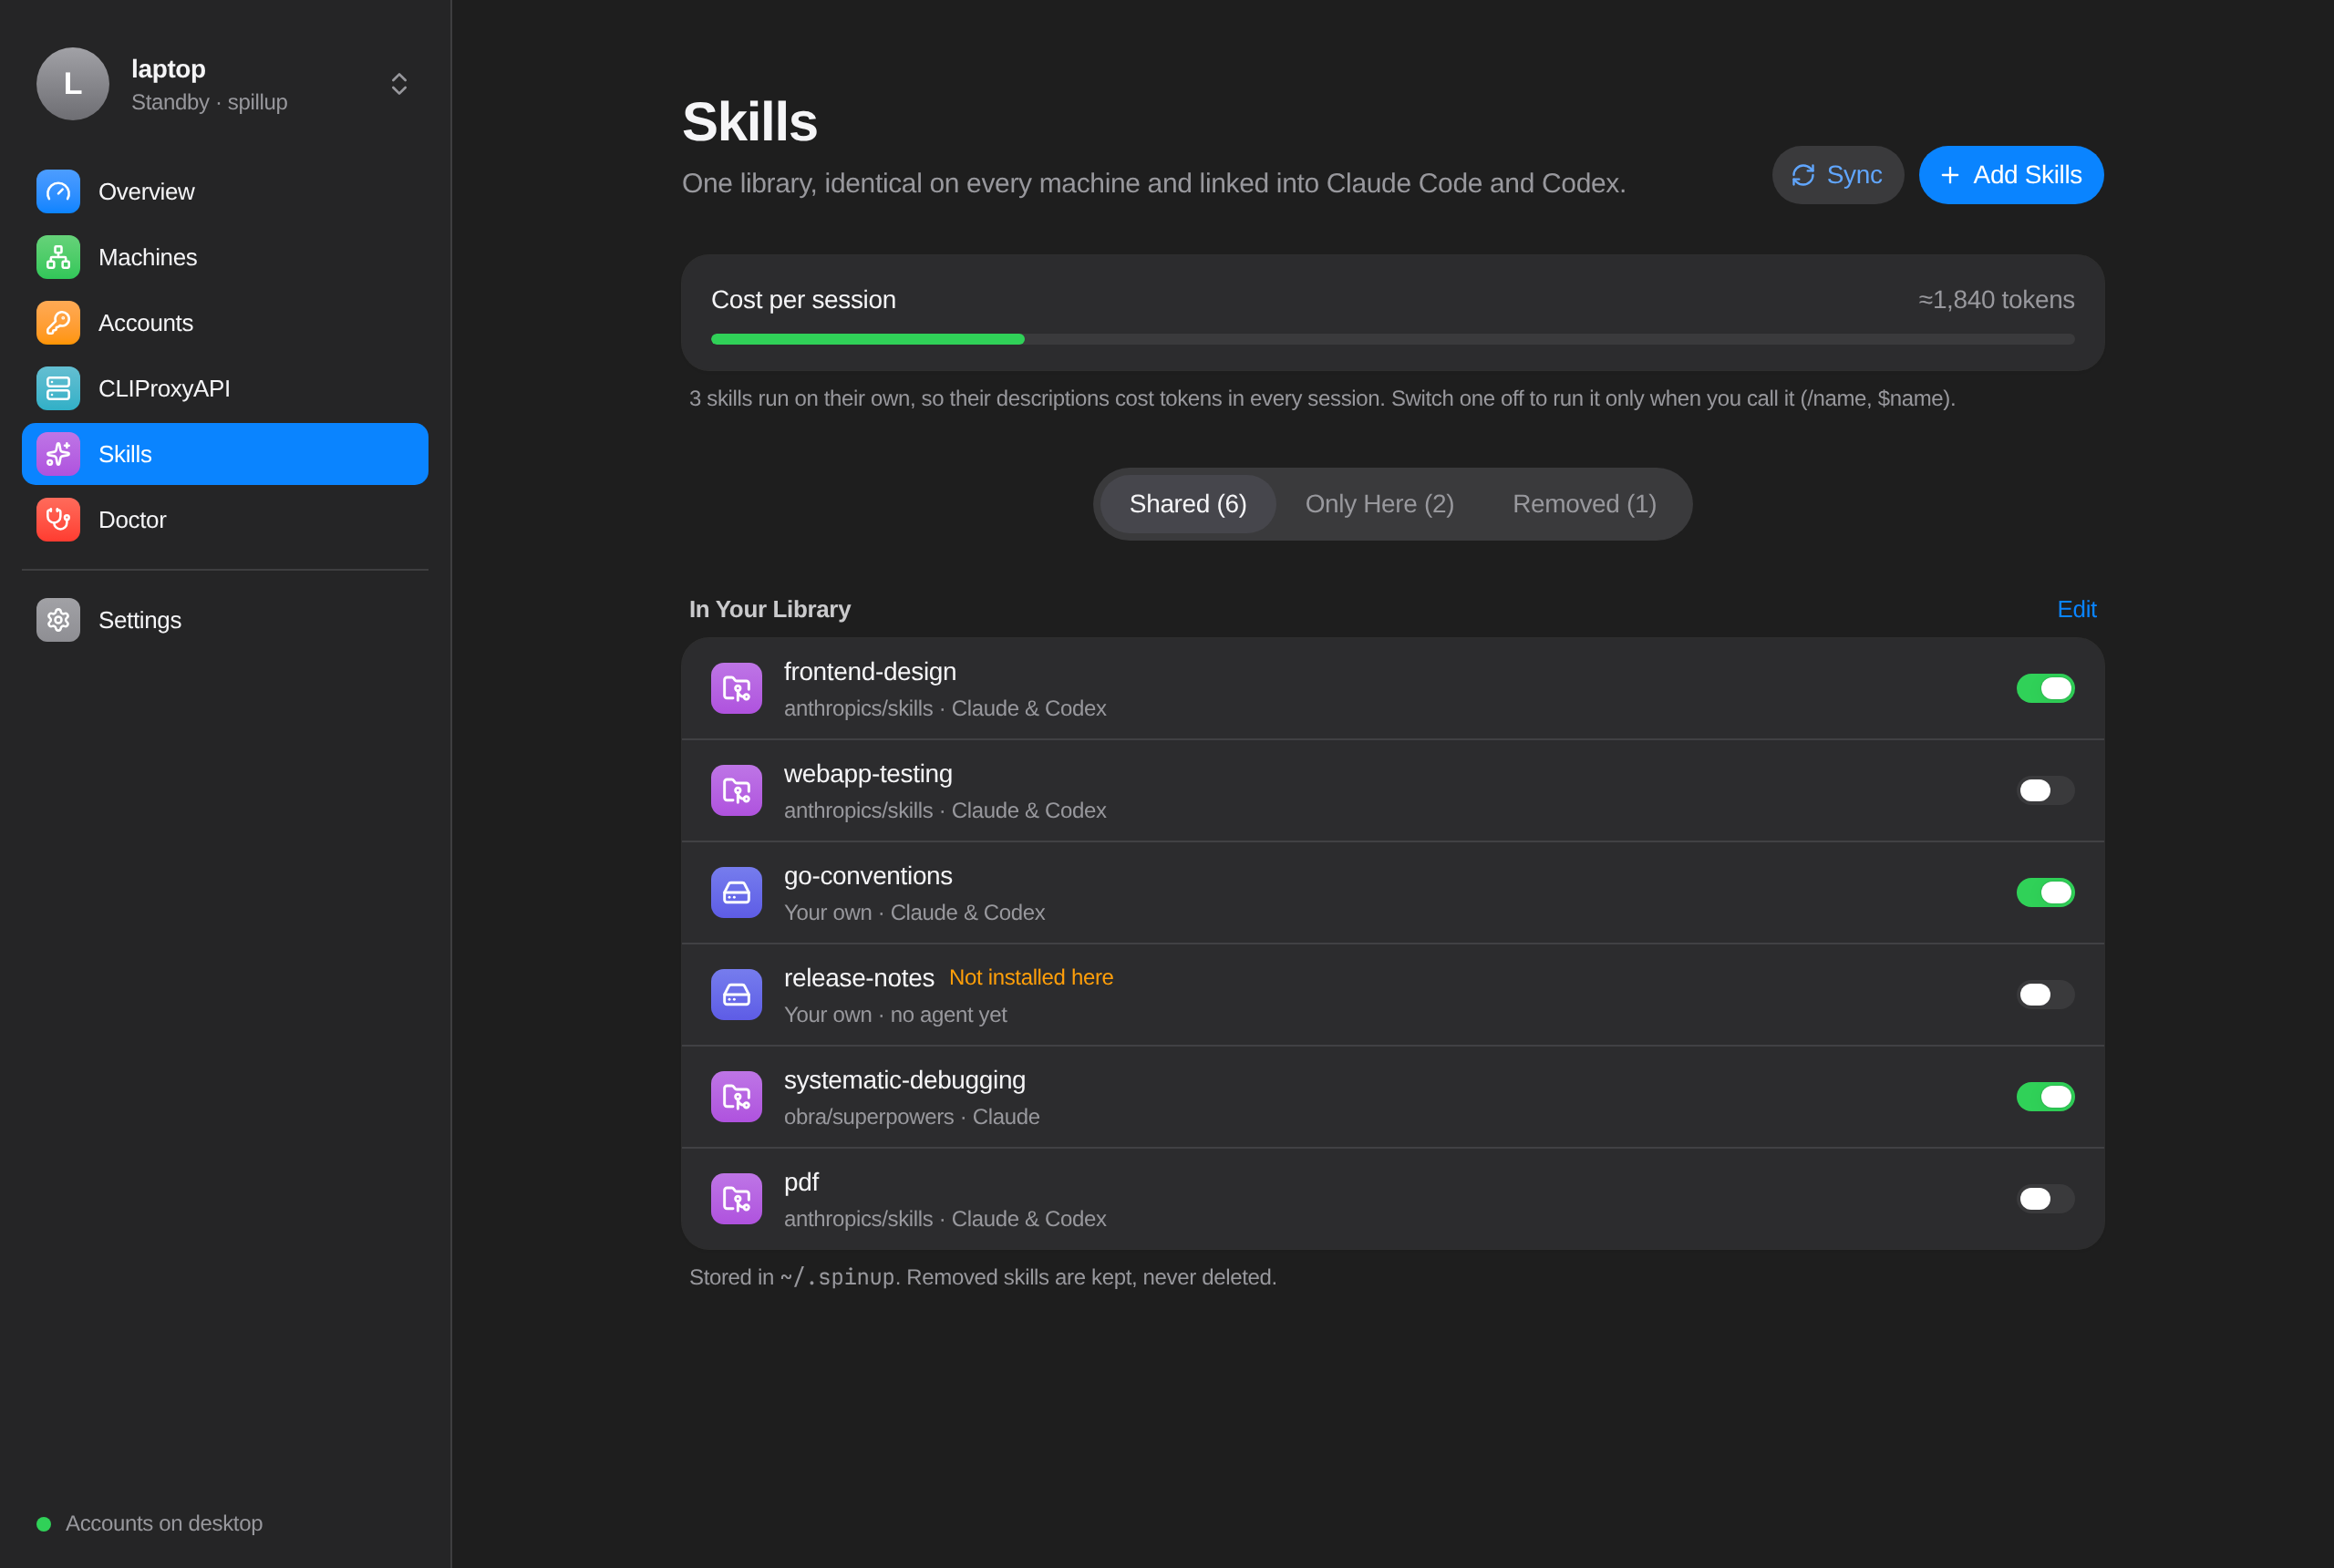 L
laptop
Standby · spillup
Overview
Machines
Accounts
CLIProxyAPI
Skills
Doctor
Settings
Accounts on desktop
Skills
One library, identical on every machine and linked into Claude Code and Codex.
Sync
Add Skills
Cost per session
≈1,840 tokens
3 skills run on their own, so their descriptions cost tokens in every session. Switch one off to run it only when you call it (/name, $name).
Shared (6)
Only Here (2)
Removed (1)
In Your Library
Edit
frontend-design
anthropics/skills · Claude & Codex
webapp-testing
anthropics/skills · Claude & Codex
go-conventions
Your own · Claude & Codex
release-notes Not installed here
Your own · no agent yet
systematic-debugging
obra/superpowers · Claude
pdf
anthropics/skills · Claude & Codex
Stored in ~/.spinup. Removed skills are kept, never deleted.